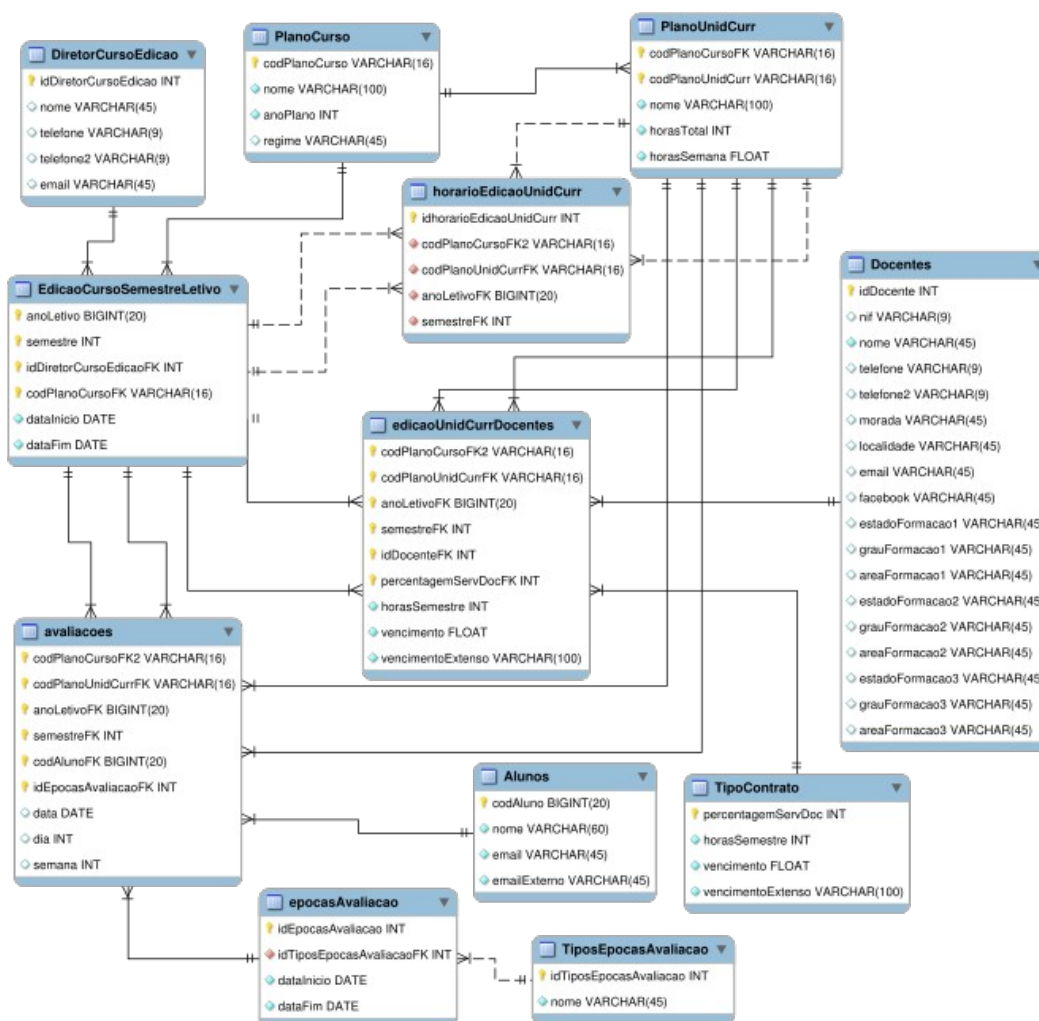 DiretorCursoEdicao
idDiretorCursoEdicao INT
nome VARCHAR(45)
telefone VARCHAR(9)
telefone2 VARCHAR(9)
email VARCHAR(45)
PlanoCurso
codPlanoCurso VARCHAR(16)
nome VARCHAR(100)
anoPlano INT
regime VARCHAR(45)
PlanoUnidCurr
codPlanoCursoFK VARCHAR(16)
codPlanoUnidCurr VARCHAR(16)
nome VARCHAR(100)
horasTotal INT
horasSemana FLOAT
horarioEdicaoUnidCurr
idhorarioEdicaoUnidCurr INT
codPlanoCursoFK2 VARCHAR(16)
codPlanoUnidCurrFK VARCHAR(16)
anoLetivoFK BIGINT(20)
semestreFK INT
EdicaoCursoSemestreLetivo
anoLetivo BIGINT(20)
semestre INT
idDiretorCursoEdicaoFK INT
codPlanoCursoFK VARCHAR(16)
dataInicio DATE
dataFim DATE
Docentes
idDocente INT
nif VARCHAR(9)
nome VARCHAR(45)
telefone VARCHAR(9)
telefone2 VARCHAR(9)
morada VARCHAR(45)
localidade VARCHAR(45)
email VARCHAR(45)
facebook VARCHAR(45)
estadoFormacao1 VARCHAR(45
grauFormacao1 VARCHAR(45)
areaFormacao1 VARCHAR(45)
estadoFormacao2 VARCHAR(45
grauFormacao2 VARCHAR(45)
areaFormacao2 VARCHAR(45)
estadoFormacao3 VARCHAR(45
grauFormacao3 VARCHAR(45)
areaFormacao3 VARCHAR(45)
edicaoUnidCurrDocentes
codPlanoCursoFK2 VARCHAR(16)
codPlanoUnidCurrFK VARCHAR(16)
anoLetivoFK BIGINT(20)
semestreFK INT
idDocenteFK INT
percentagemServDocFK INT
horasSemestre INT
vencimento FLOAT
vencimentoExtenso VARCHAR(100)
avaliacoes
codPlanoCursoFK2 VARCHAR(16)
codPlanoUnidCurrFK VARCHAR(16)
anoLetivoFK BIGINT(20)
semestreFK INT
codAlunoFK BIGINT(20)
idEpocasAvaliacaoFK INT
data DATE
dia INT
semana INT
Alunos
codAluno BIGINT(20)
nome VARCHAR(60)
email VARCHAR(45)
emailExterno VARCHAR(45)
TipoContrato
percentagemServDoc INT
horasSemestre INT
vencimento FLOAT
vencimentoExtenso VARCHAR(100)
epocasAvaliacao
idEpocasAvaliacao INT
idTiposEpocasAvaliacaoFK INT
dataInicio DATE
dataFim DATE
TiposEpocasAvaliacao
idTiposEpocasAvaliacao INT
nome VARCHAR(45)